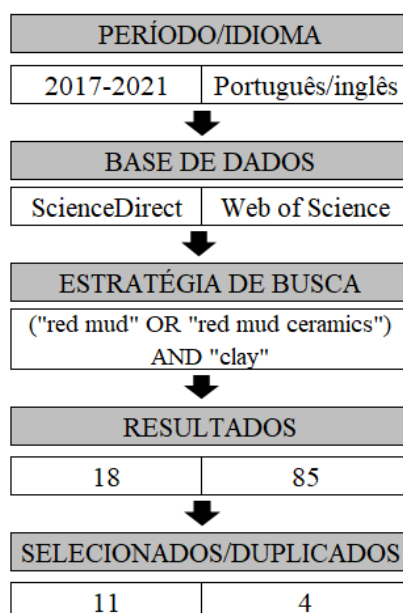 PERÍODO/IDIOMA
2017-2021 Português/inglês
BASE DE DADOS
ScienceDirect Web of Science
ESTRATÉGIA DE BUSCA
("red mud" OR "red mud ceramics")
AND "clay"
RESULTADOS
18 85
SELECIONADOS/DUPLICADOS
11 4